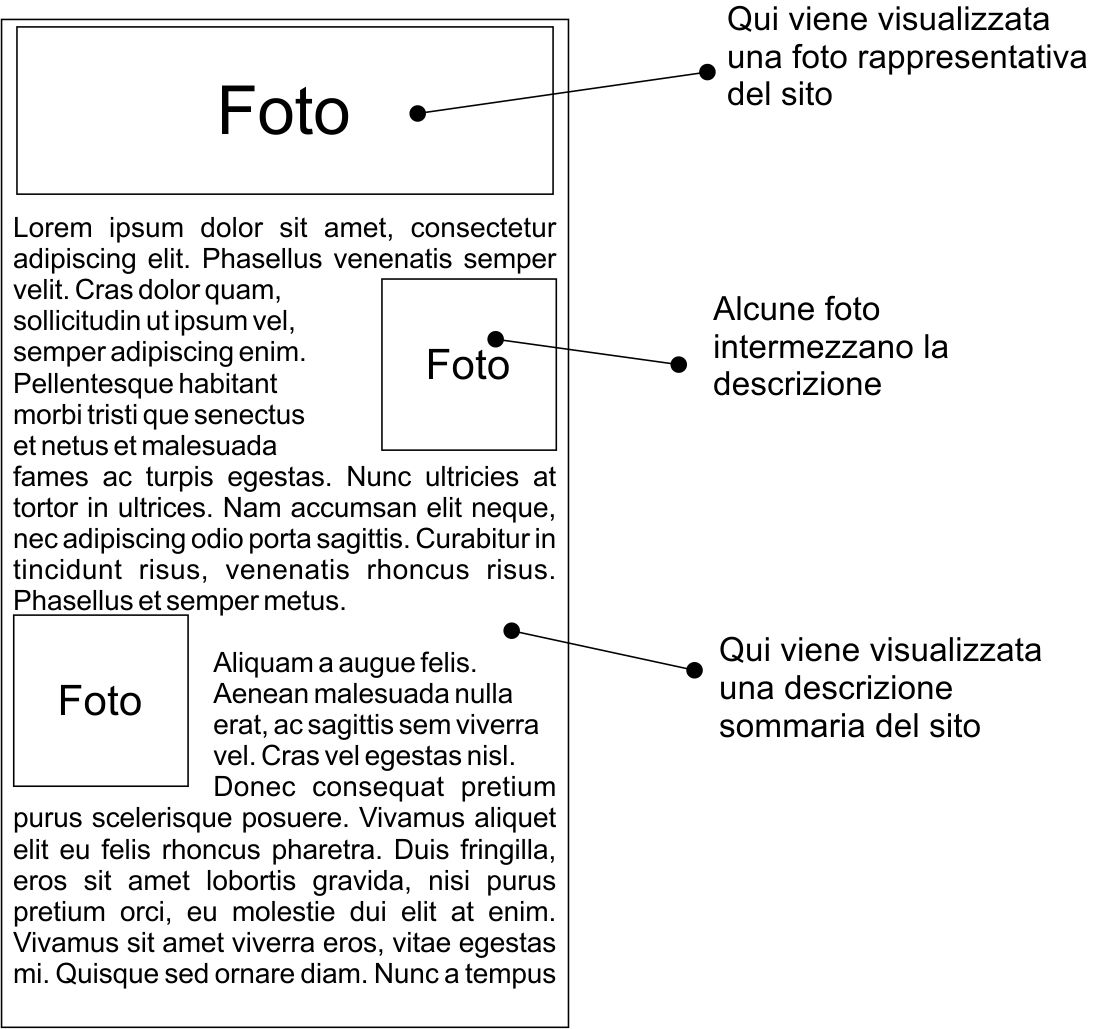 Foto
Qui viene visualizzata
una foto rappresentativa
del sito
Lorem ipsum dolor sit amet, consectetur
adipiscing elit. Phasellus venenatis semper
velit. Cras dolor quam,
sollicitudin ut ipsum vel,
semper adipiscing enim.
Pellentesque habitant
morbi tristi que senectus
et netus et malesuada
Foto
Alcune foto
intermezzano la
descrizione
fames ac turpis egestas. Nunc ultricies at
tortor in ultrices. Nam accumsan elit neque,
nec adipiscing odio porta sagittis. Curabitur in
tincidunt risus, venenatis rhoncus risus.
Phasellus et semper metus.
Foto
Aliquam a augue felis.
Aenean malesuada nulla
erat, ac sagittis sem viverra
vel. Cras vel egestas nisl.
Donec consequat pretium
Qui viene visualizzata
una descrizione
sommaria del sito
purus scelerisque posuere. Vivamus aliquet
elit eu felis rhoncus pharetra. Duis fringilla,
eros sit amet lobortis gravida, nisi purus
pretium orci, eu molestie dui elit at enim.
Vivamus sit amet viverra eros, vitae egestas
mi. Quisque sed ornare diam. Nunc a tempus